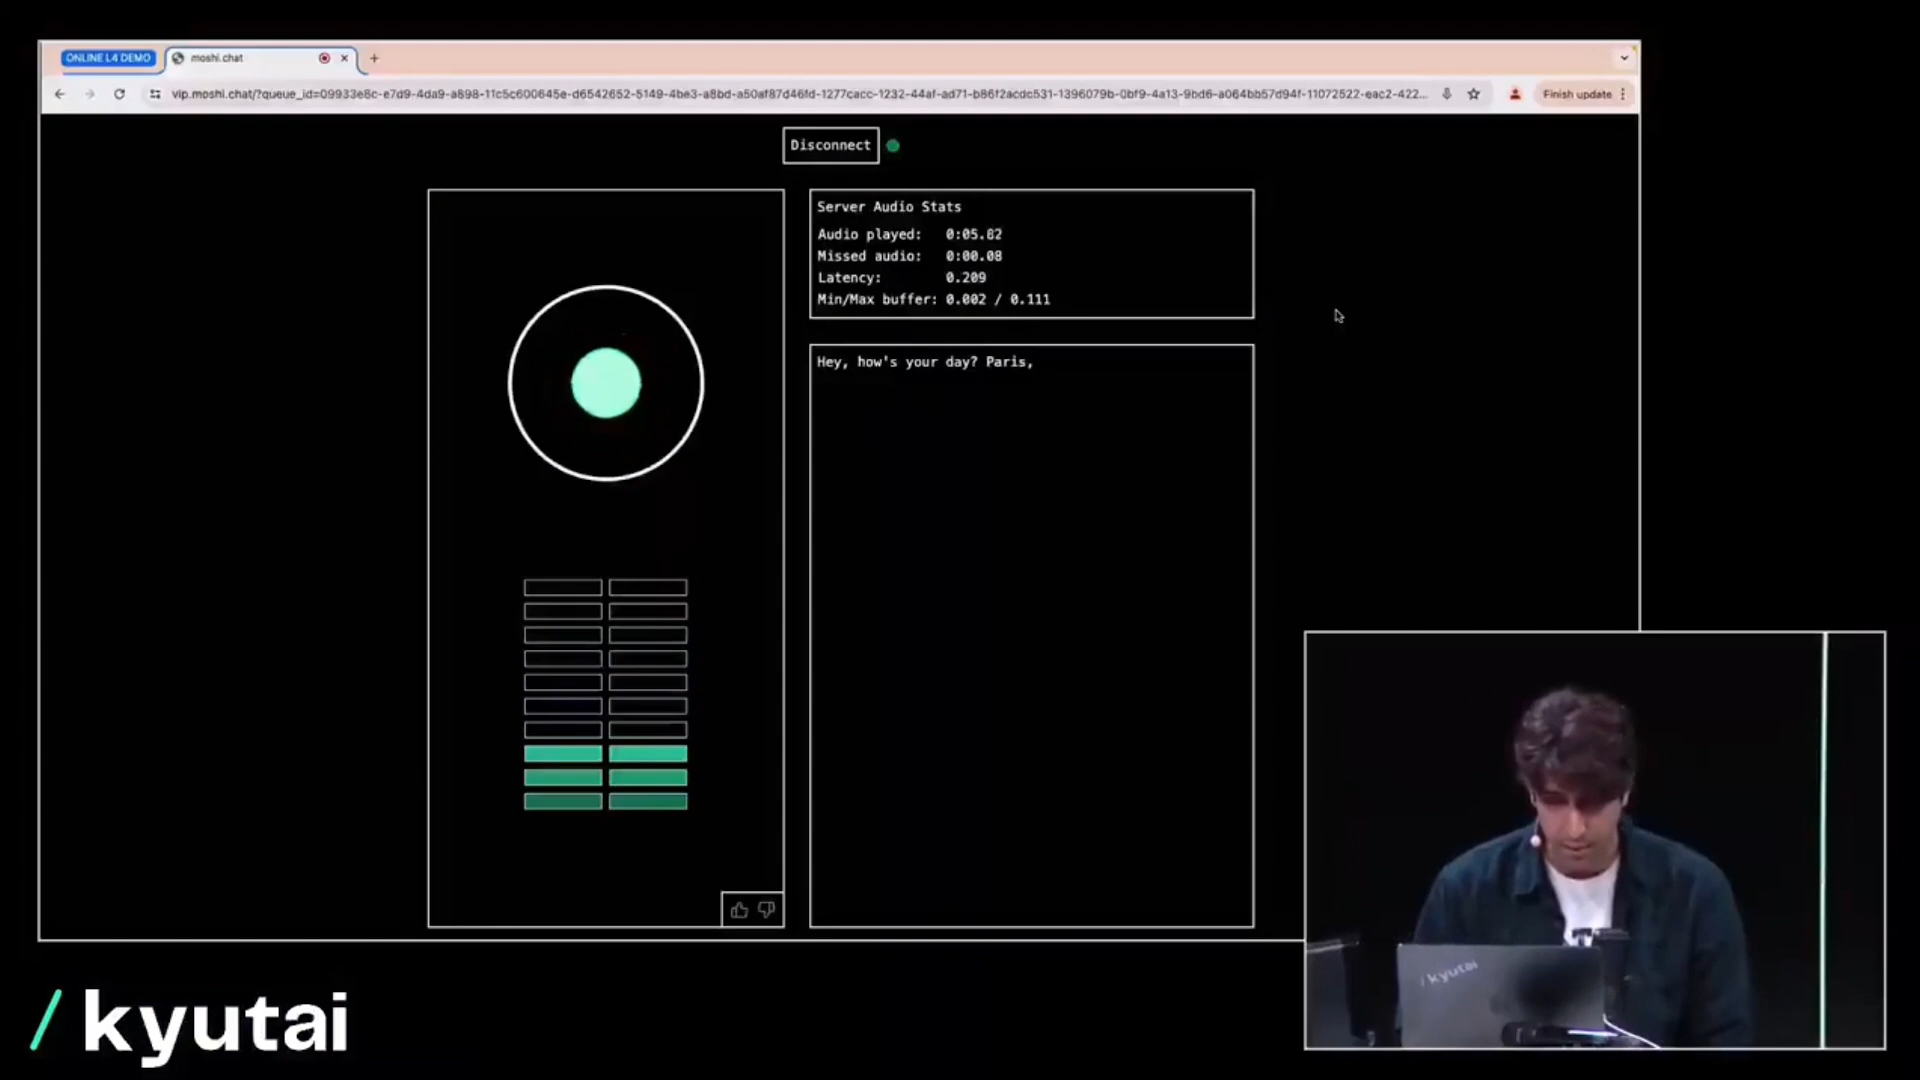 ONLINE L4 DEMO
moshi.chat
vip.moshi.chat/?queue_id=09933e8c-e7d9-4da9-a898-11c5c600645e-d6542652-5149-4be3-a8bd-a50af87d46fd-1277cacc-1232-44af-ad71-b86f2acdc531-1396079b-0bf9-4a13-9bd6-a064bb57d94f-11072522-eac2-422...
Finish update
Disconnect
Server Audio Stats
Audio played: 0:05.82
Missed audio: 0:00.08
Latency: 0.209
Min/Max buffer: 0.002 / 0.111
Hey, how's your day? Paris,
/kyutai
/ kyutai